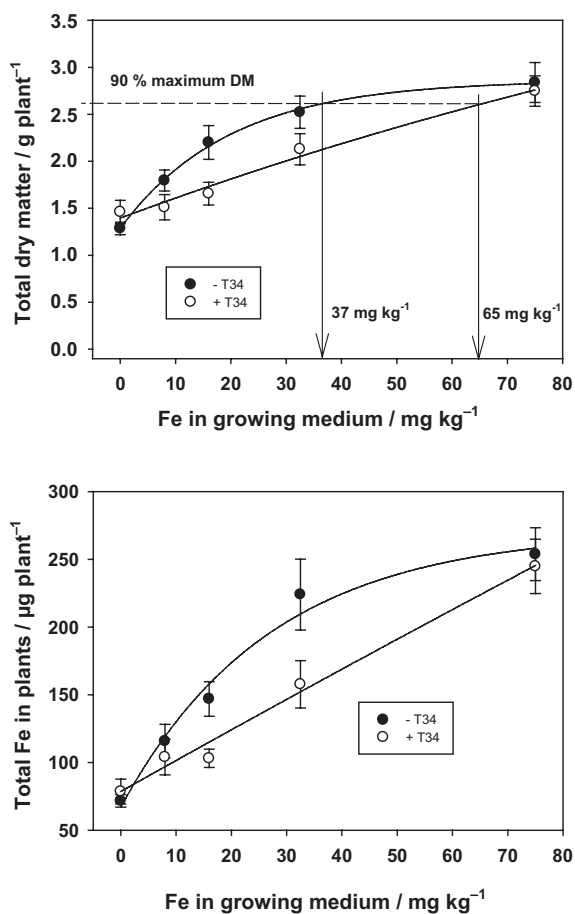 3.5
3.0
2.5
2.0
1.5
1.0
0.5
0.0
Total dry matter / g plant⁻¹
90 % maximum DM
- T34
+ T34
37 mg kg⁻¹
65 mg kg⁻¹
0 10 20 30 40 50 60 70 80
Fe in growing medium / mg kg⁻¹
300
250
200
150
100
50
Total Fe in plants / µg plant⁻¹
- T34
+ T34
0 10 20 30 40 50 60 70 80
Fe in growing medium / mg kg⁻¹